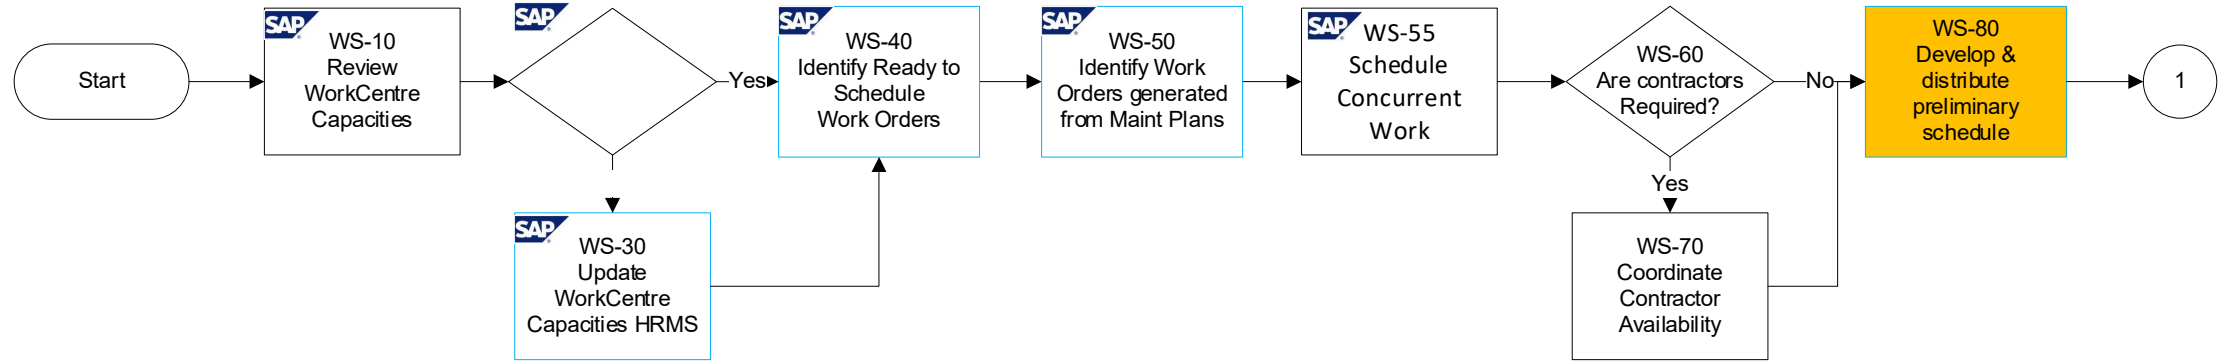 Start
SAP
WS-10
Review
WorkCentre
Capacities
SAP
Yes
SAP
WS-30
Update
WorkCentre
Capacities HRMS
SAP
WS-40
Identify Ready to
Schedule
Work Orders
SAP
WS-50
Identify Work
Orders generated
from Maint Plans
SAP
WS-55
Schedule
Concurrent
Work
WS-60
Are contractors
Required?
No
Yes
WS-70
Coordinate
Contractor
Availability
WS-80
Develop &
distribute
preliminary
schedule
1